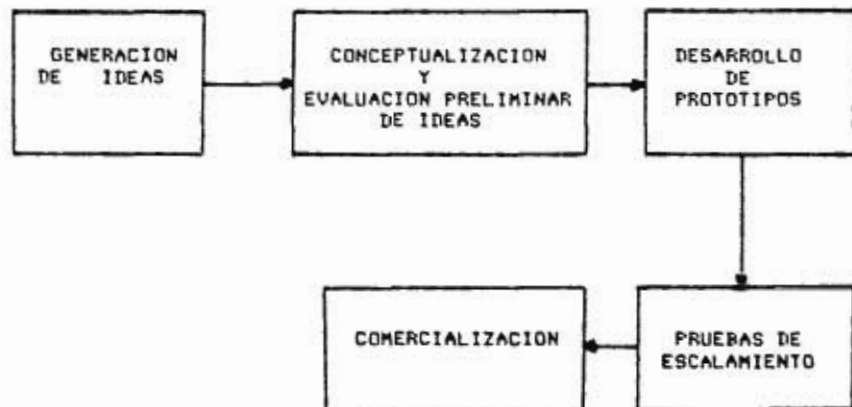 GENERACION
DE IDEAS
CONCEPTUALIZACION
Y
EVALUACION PRELIMINAR
DE IDEAS
DESARROLLO
DE
PROTOTIPOS
COMERCIALIZACION
PRUEBAS DE
ESCALAMIENTO